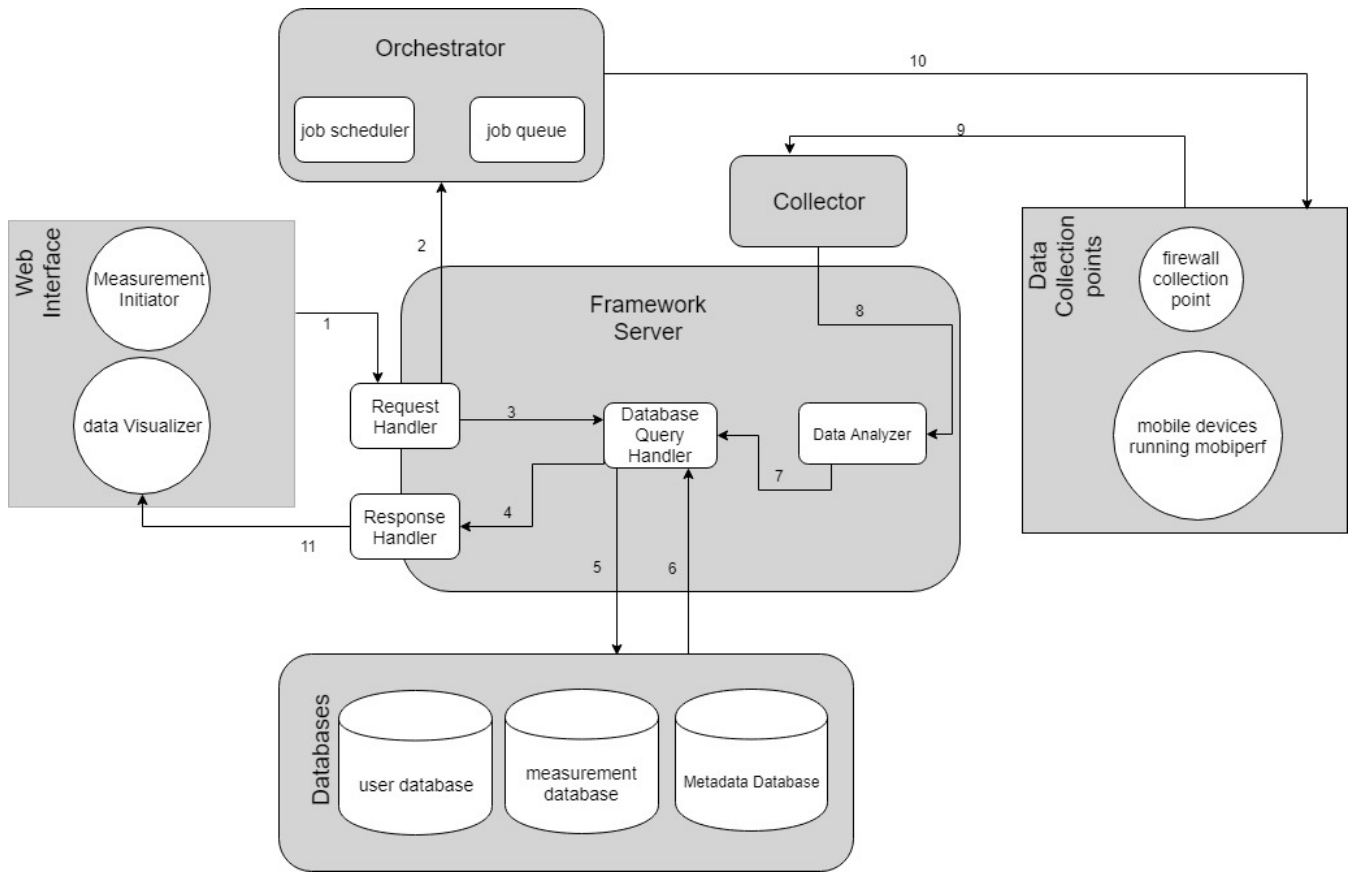 Orchestrator
job scheduler
job queue
10
9
Collector
2
Web
Interface
Measurement
Initiator
data Visualizer
1
Framework
Server
8
Data
Collection
points
firewall
collection
point
mobile devices
running mobiperf
Request
Handler
3
Database
Query
Handler
Data Analyzer
7
4
Response
Handler
11
5
6
Databases
user database
measurement
database
Metadata Database